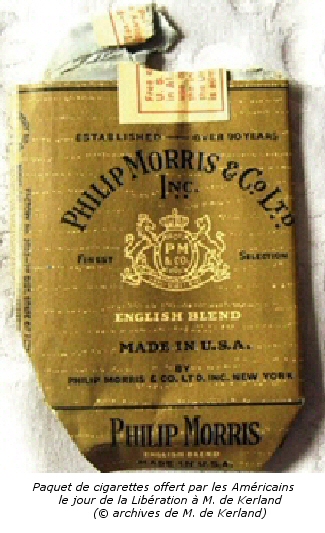 ESTABLISHED OVER 90 YEARS
PHILIP MORRIS & CO. LTD.
INC.
FINEST SELECTION
PM
& CO
ENGLISH BLEND
MADE IN U.S.A.
BY
PHILIP MORRIS & CO. LTD. INC. NEW YORK
PHILIP MORRIS
ENGLISH BLEND
MADE IN U.S.A.
Paquet de cigarettes offert par les Américains
le jour de la Libération à M. de Kerland
(© archives de M. de Kerland)